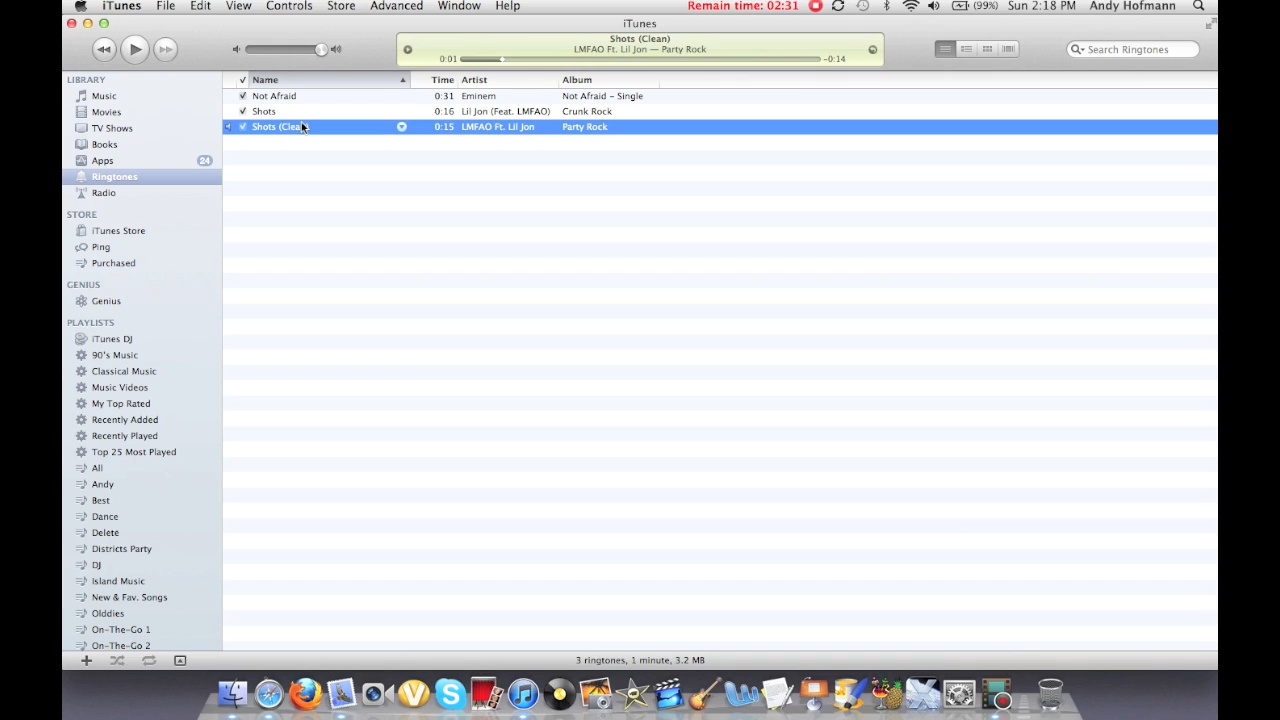 iTunes File Edit View Controls Store Advanced Window Help Remain time: 02:31 (99%) Sun 2:18 PM Andy Hofmann
iTunes
Shots (Clean)
LMFAO Ft. Lil Jon — Party Rock
0:01 -0:14
Search Ringtones
LIBRARY
Music
Movies
TV Shows
Books
Apps 24
Ringtones
Radio
STORE
iTunes Store
Ping
Purchased
GENIUS
Genius
PLAYLISTS
iTunes DJ
90's Music
Classical Music
Music Videos
My Top Rated
Recently Added
Recently Played
Top 25 Most Played
All
Andy
Best
Dance
Delete
Districts Party
DJ
Island Music
New & Fav. Songs
Olddies
On-The-Go 1
On-The-Go 2
Name Time Artist Album
Not Afraid 0:31 Eminem Not Afraid - Single
Shots 0:16 Lil Jon (Feat. LMFAO) Crunk Rock
Shots (Clean) 0:15 LMFAO Ft. Lil Jon Party Rock
3 ringtones, 1 minute, 3.2 MB